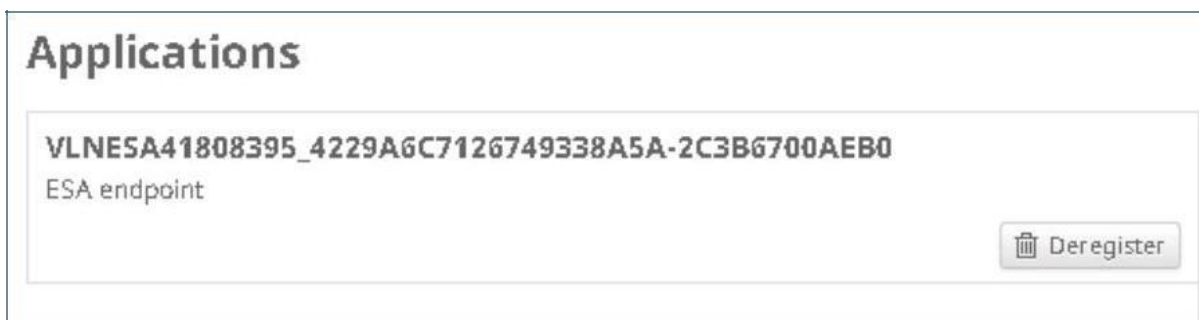 Applications
VLNESA41808395_4229A6C7126749338A5A-2C3B6700AEB0
ESA endpoint
Deregister